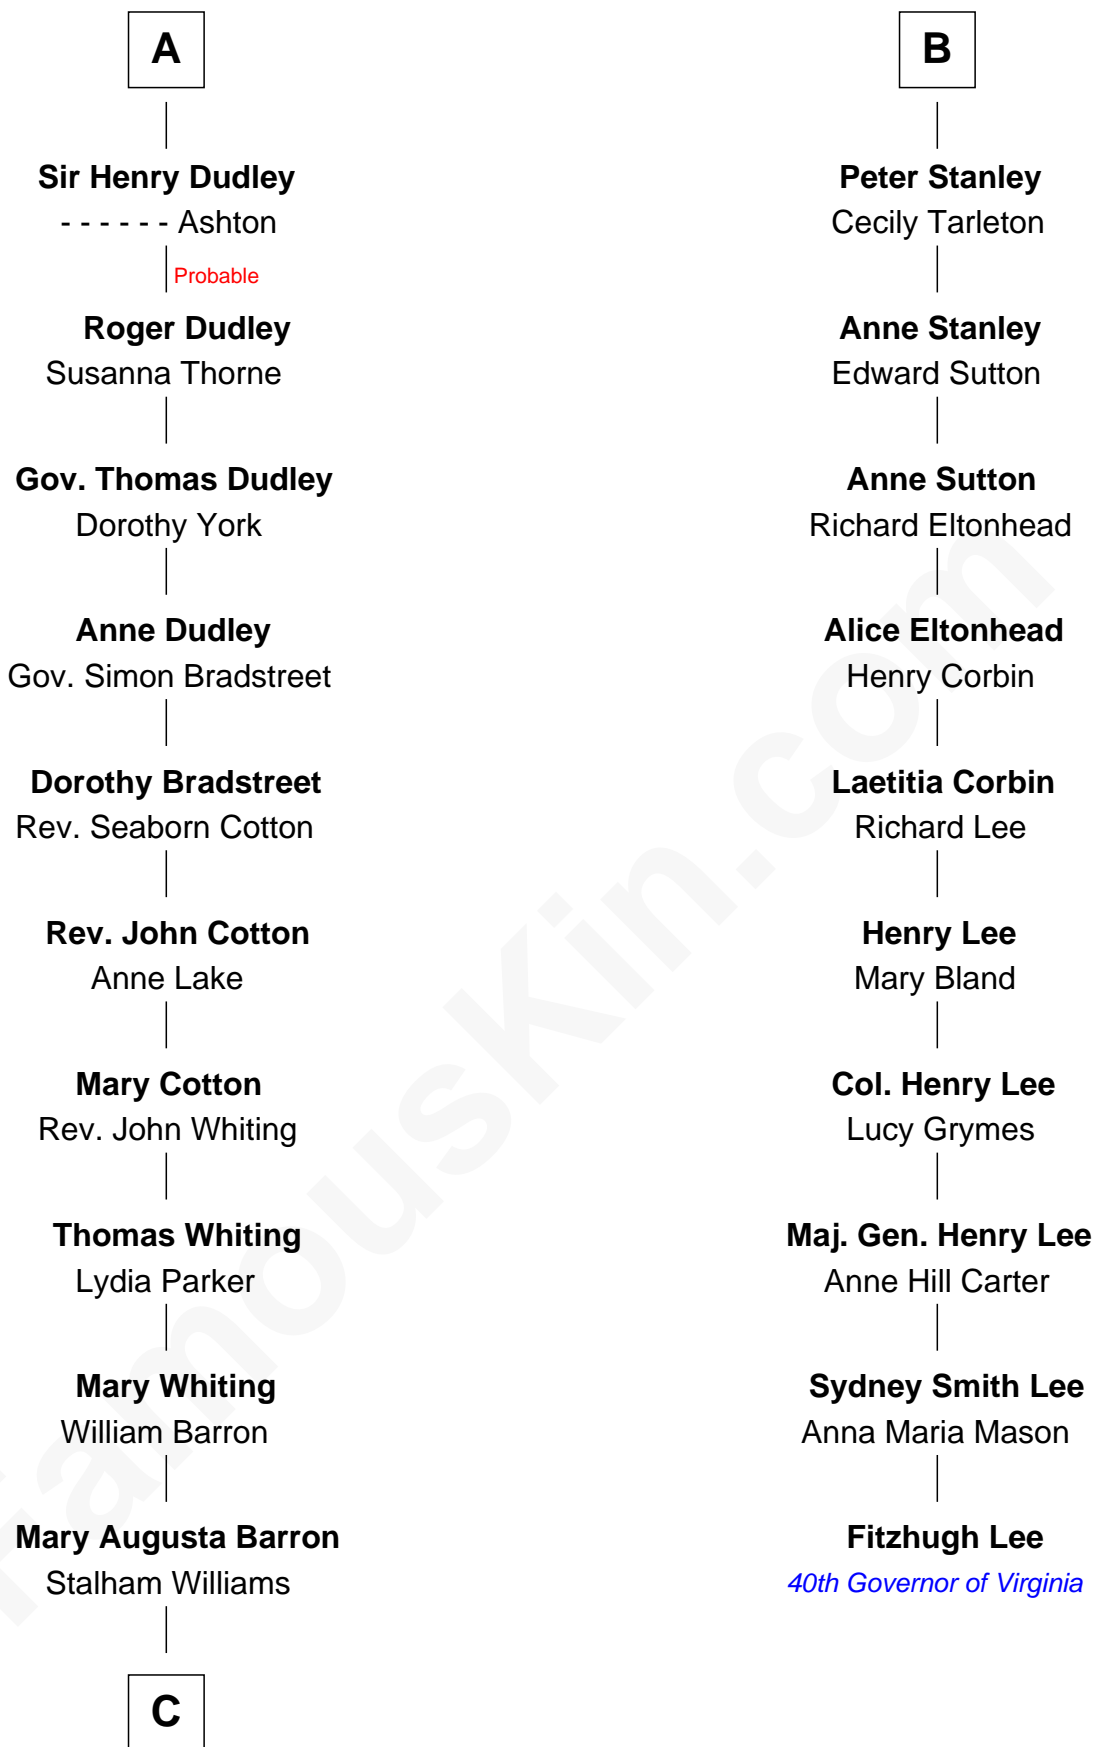 A
Sir Henry Dudley
- - - - - - Ashton
Probable
Roger Dudley
Susanna Thorne
Gov. Thomas Dudley
Dorothy York
Anne Dudley
Gov. Simon Bradstreet
Dorothy Bradstreet
Rev. Seaborn Cotton
Rev. John Cotton
Anne Lake
Mary Cotton
Rev. John Whiting
Thomas Whiting
Lydia Parker
Mary Whiting
William Barron
Mary Augusta Barron
Stalham Williams
C
B
Peter Stanley
Cecily Tarleton
Anne Stanley
Edward Sutton
Anne Sutton
Richard Eltonhead
Alice Eltonhead
Henry Corbin
Laetitia Corbin
Richard Lee
Henry Lee
Mary Bland
Col. Henry Lee
Lucy Grymes
Maj. Gen. Henry Lee
Anne Hill Carter
Sydney Smith Lee
Anna Maria Mason
Fitzhugh Lee
40th Governor of Virginia
FamousKin.com